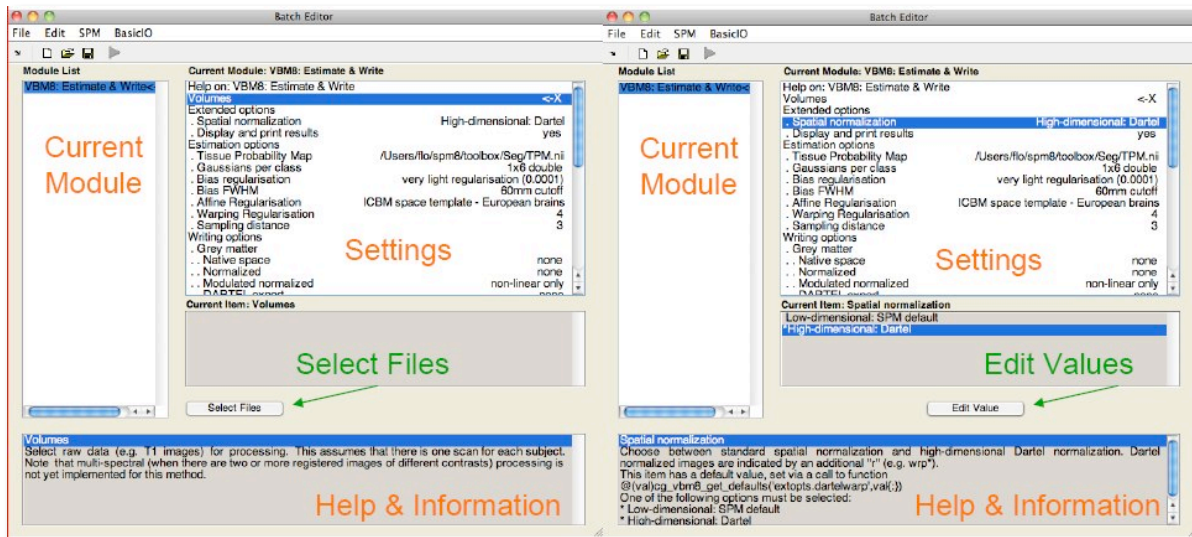 Batch Editor
File Edit SPM BasicIO
Module List
VBM8: Estimate & Write<
Current Module
Current Module: VBM8: Estimate & Write
Help on: VBM8: Estimate & Write
Volumes <-X
Extended options
. Spatial normalization High-dimensional: Dartel
. Display and print results yes
Estimation options
. Tissue Probability Map /Users/flo/spm8/toolbox/Seg/TPM.nii
. Gaussians per class 1x6 double
. Bias regularisation very light regularisation (0.0001)
. Bias FWHM 60mm cutoff
. Affine Regularisation ICBM space template - European brains
. Warping Regularisation 4
. Sampling distance 3
Writing options
. Grey matter
. . Native space none
. . Normalized none
. . Modulated normalized non-linear only
. . DARTEL export none
Settings
Current Item: Volumes
Select Files
Select Files
Volumes
Select raw data (e.g. T1 images) for processing. This assumes that there is one scan for each subject.
Note that multi-spectral (when there are two or more registered images of different contrasts) processing is
not yet implemented for this method.
Help & Information
Batch Editor
File Edit SPM BasicIO
Module List
VBM8: Estimate & Write<
Current Module
Current Module: VBM8: Estimate & Write
Help on: VBM8: Estimate & Write
Volumes <-X
Extended options
. Spatial normalization High-dimensional: Dartel
. Display and print results yes
Estimation options
. Tissue Probability Map /Users/flo/spm8/toolbox/Seg/TPM.nii
. Gaussians per class 1x6 double
. Bias regularisation very light regularisation (0.0001)
. Bias FWHM 60mm cutoff
. Affine Regularisation ICBM space template - European brains
. Warping Regularisation 4
. Sampling distance 3
Writing options
. Grey matter
. . Native space none
. . Normalized none
. . Modulated normalized non-linear only
. . DARTEL export none
Settings
Current Item: Spatial normalization
Low-dimensional: SPM default
*High-dimensional: Dartel
Edit Values
Edit Value
Spatial normalization
Choose between standard spatial normalization and high-dimensional Dartel normalization. Dartel
normalized images are indicated by an additional "r" (e.g. wrp*).
This item has a default value, set via a call to function
@(val)cg_vbm8_get_defaults('extopts.dartelwarp',val{:})
One of the following options must be selected:
* Low-dimensional: SPM default
* High-dimensional: Dartel
Help & Information